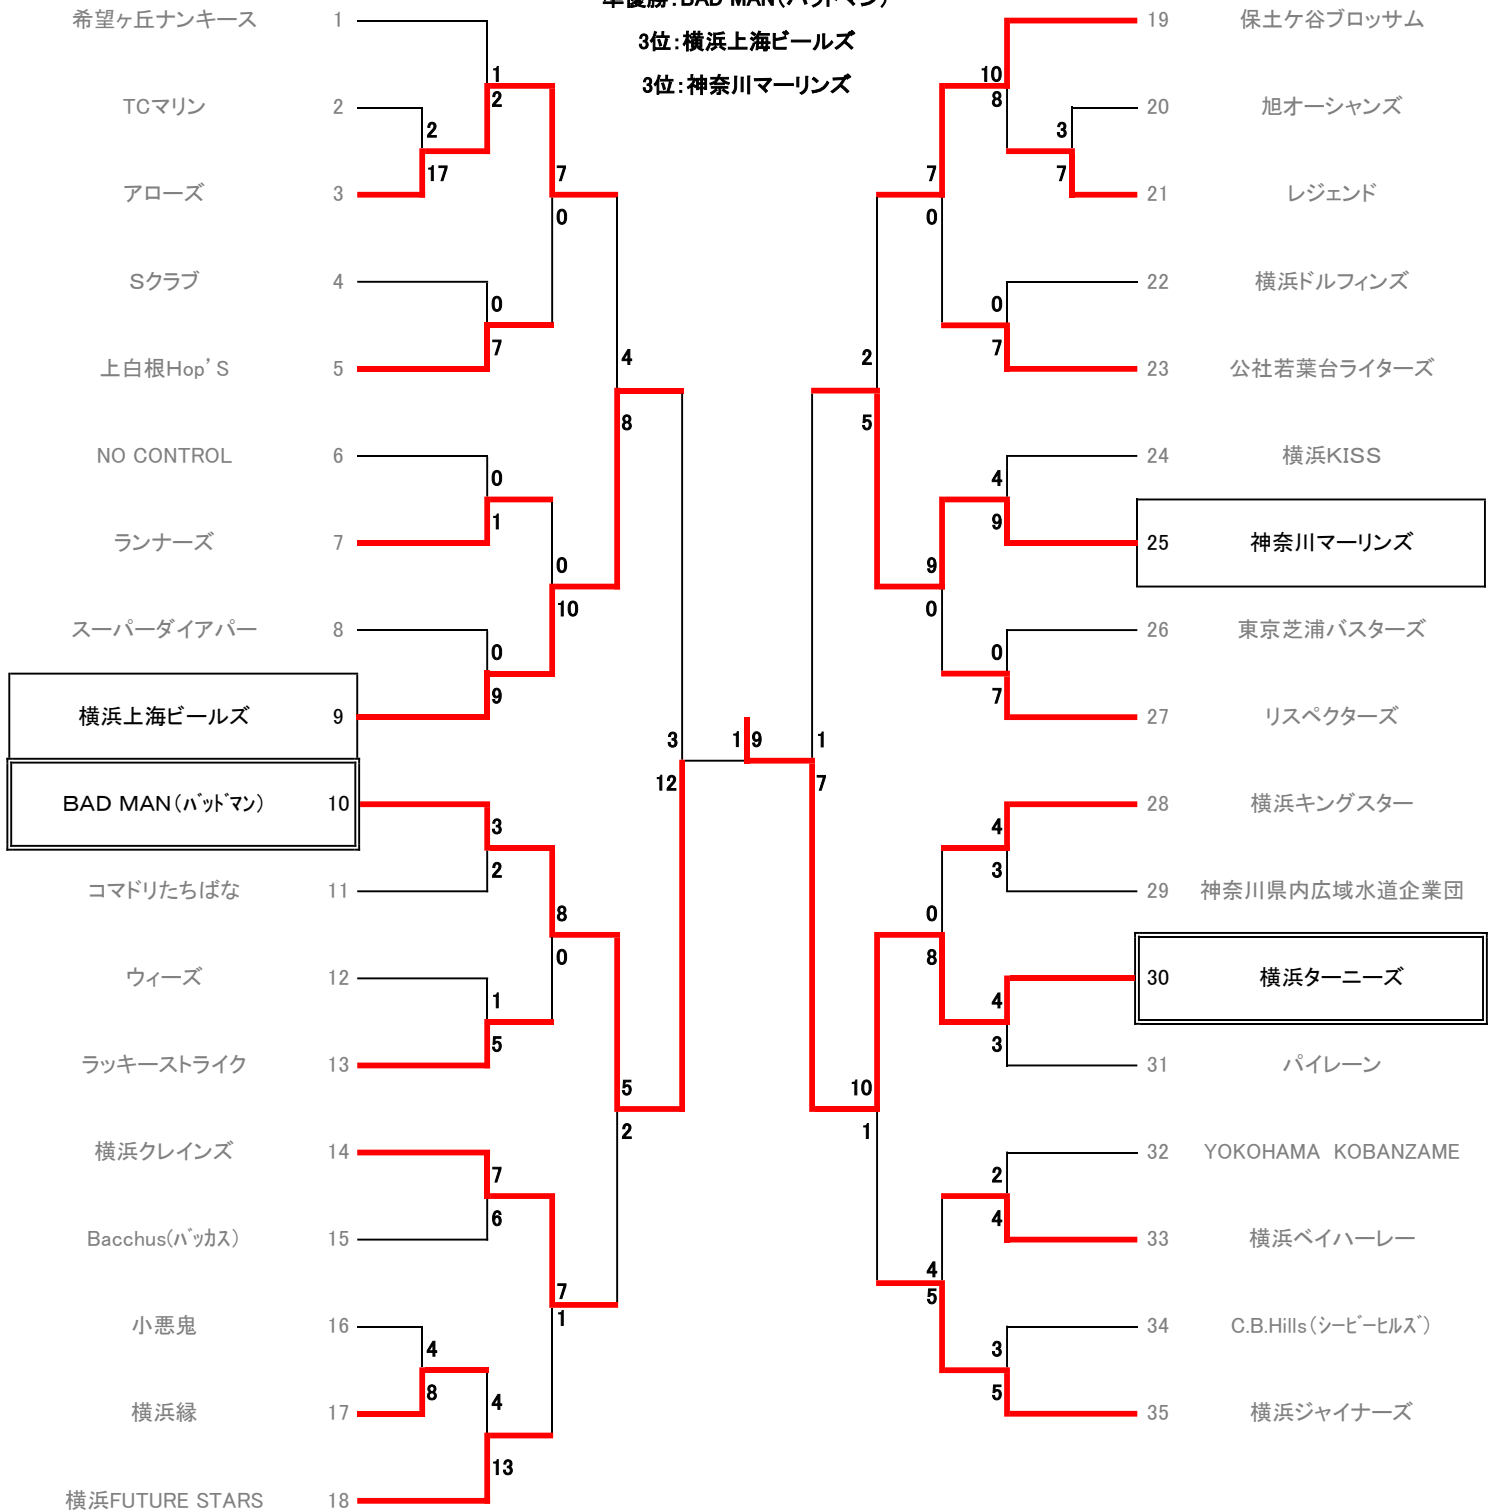 準優勝：BAD MAN（バッドマン）
3位：横浜上海ビールズ
3位：神奈川マーリンズ
希望ヶ丘ナンキース 1
TCマリン 2
アローズ 3
Sクラブ 4
上白根Hop'S 5
NO CONTROL 6
ランナーズ 7
スーパーダイアパー 8
横浜上海ビールズ 9
BAD MAN（ﾊﾞｯﾄﾞﾏﾝ） 10
コマドリたちばな 11
ウィーズ 12
ラッキーストライク 13
横浜クレインズ 14
Bacchus(ﾊﾞｯｶｽ) 15
小悪鬼 16
横浜縁 17
横浜FUTURE STARS 18
1
2
2
17
7
0
0
7
4
8
0
1
0
10
0
9
3
12
3
2
8
0
1
5
5
2
7
6
7
1
4
8
4
13
1 9
10
8
3
7
7
0
0
7
2
5
4
9
9
0
0
7
1
7
4
3
0
8
4
3
10
1
2
4
4
5
3
5
19 保土ケ谷ブロッサム
20 旭オーシャンズ
21 レジェンド
22 横浜ドルフィンズ
23 公社若葉台ライターズ
24 横浜KISS
25 神奈川マーリンズ
26 東京芝浦バスターズ
27 リスペクターズ
28 横浜キングスター
29 神奈川県内広域水道企業団
30 横浜ターニーズ
31 パイレーン
32 YOKOHAMA KOBANZAME
33 横浜ベイハーレー
34 C.B.Hills（ｼｰﾋﾞｰﾋﾙｽﾞ）
35 横浜ジャイナーズ